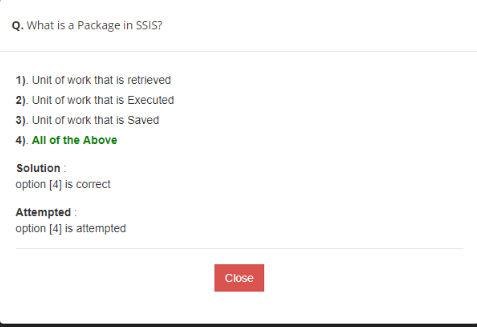 Q. What is a Package in SSIS?
1). Unit of work that is retrieved
2). Unit of work that is Executed
3). Unit of work that is Saved
4). All of the Above
Solution :
option [4] is correct
Attempted :
option [4] is attempted
Close